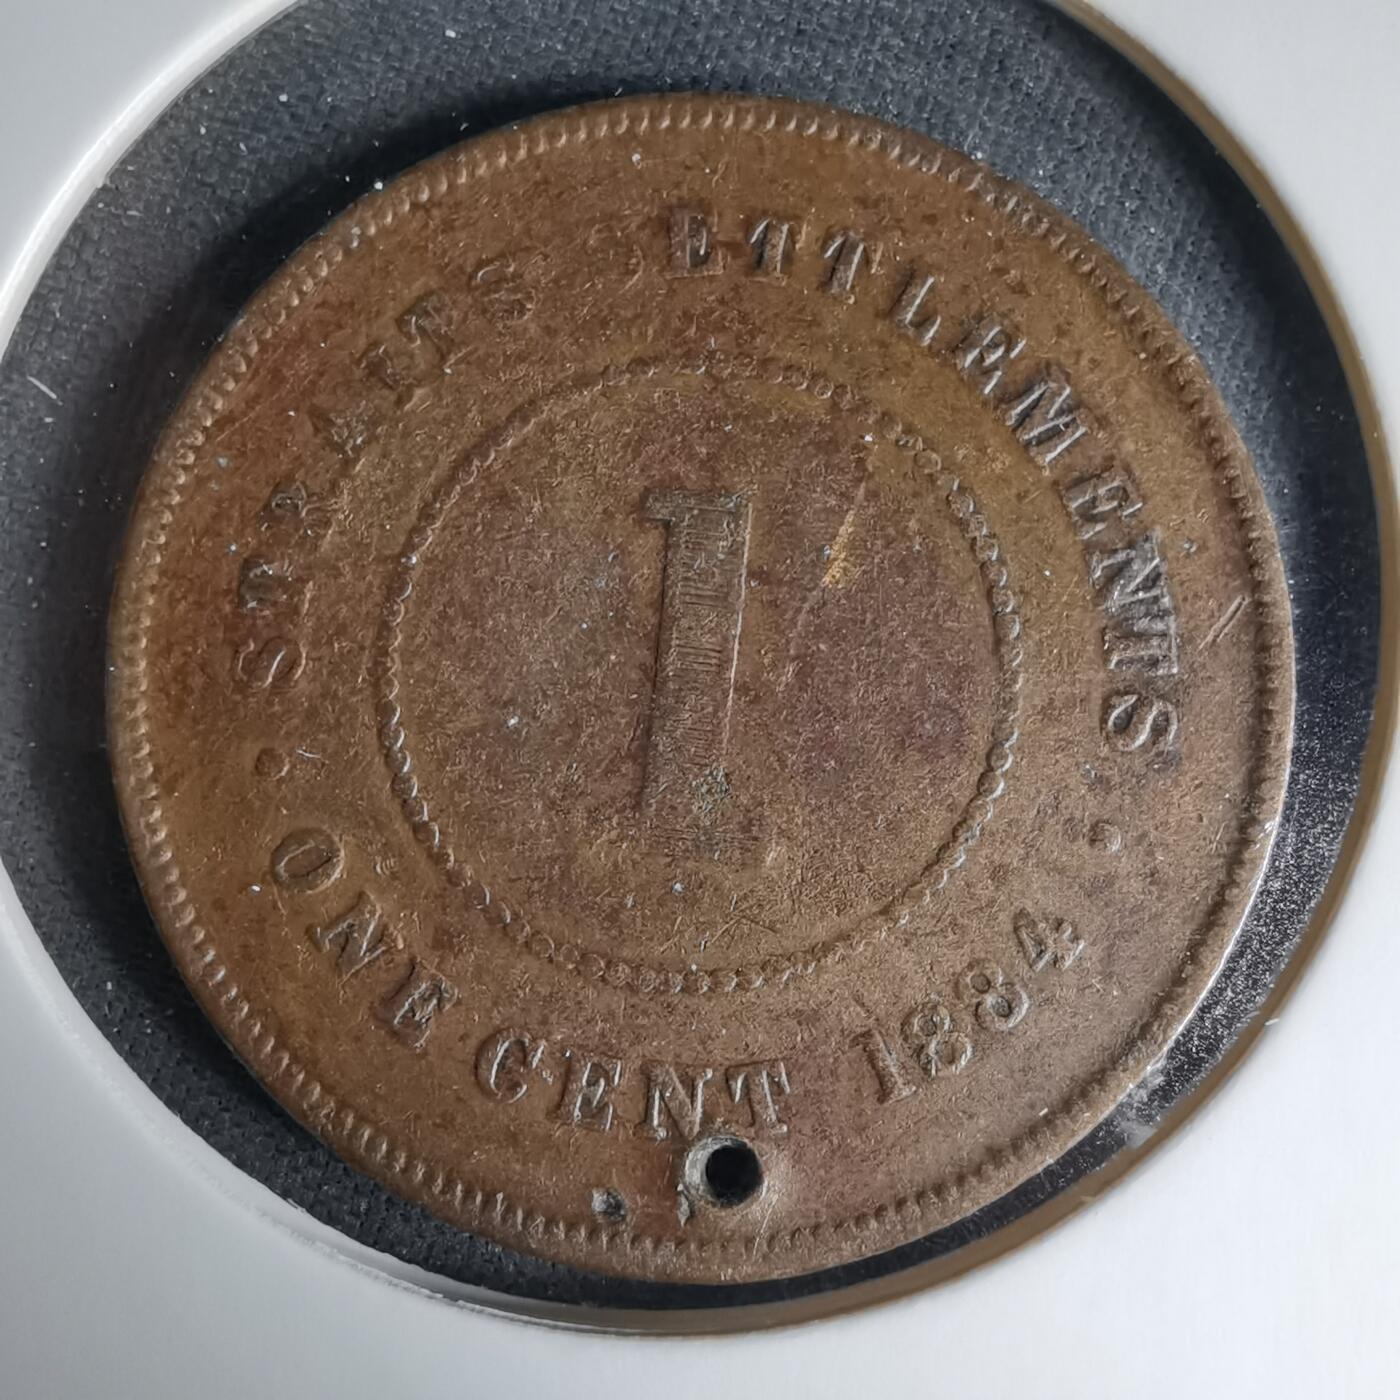 STRAITS SETTLEMENTS
1
ONE CENT 1884